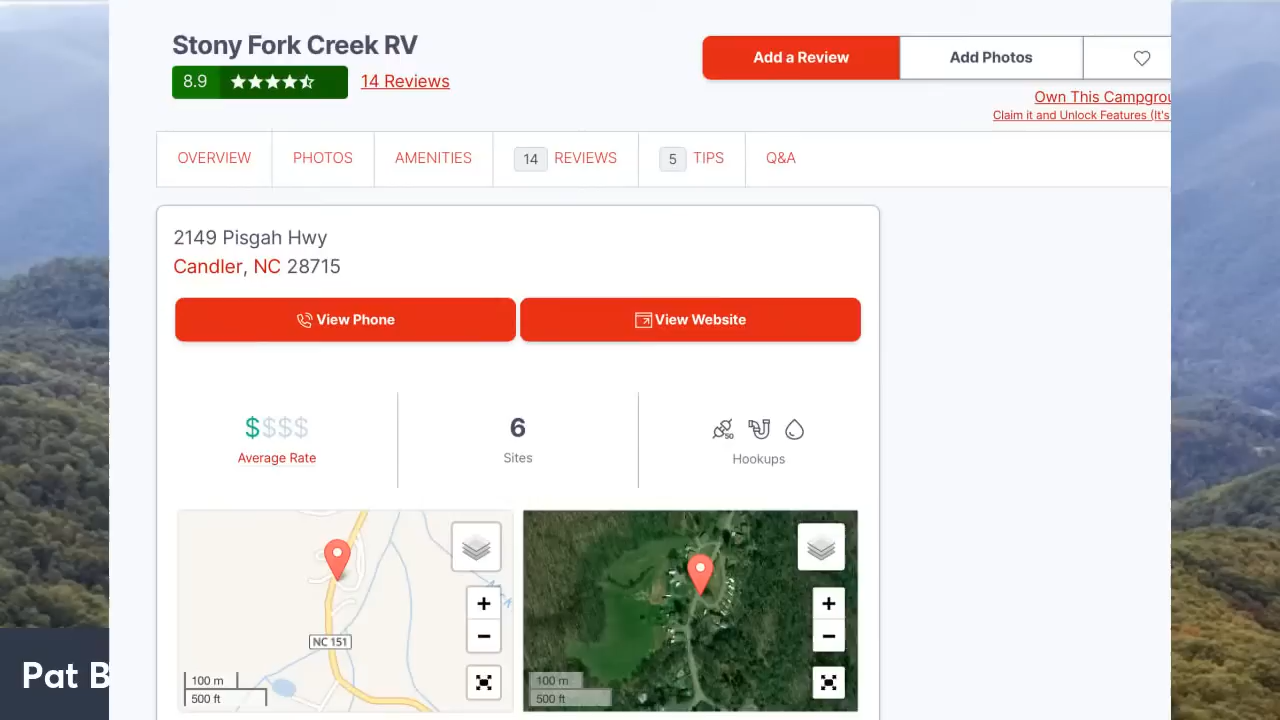 Stony Fork Creek RV
8.9
14 Reviews
Add a Review
Add Photos
Own This Campgrou
Claim it and Unlock Features (It's
OVERVIEW
PHOTOS
AMENITIES
14 REVIEWS
5 TIPS
Q&A
2149 Pisgah Hwy
Candler, NC 28715
View Phone
View Website
$$$$
Average Rate
6
Sites
50
Hookups
NC 151
+
−
100 m
500 ft
+
−
100 m
500 ft
Pat B